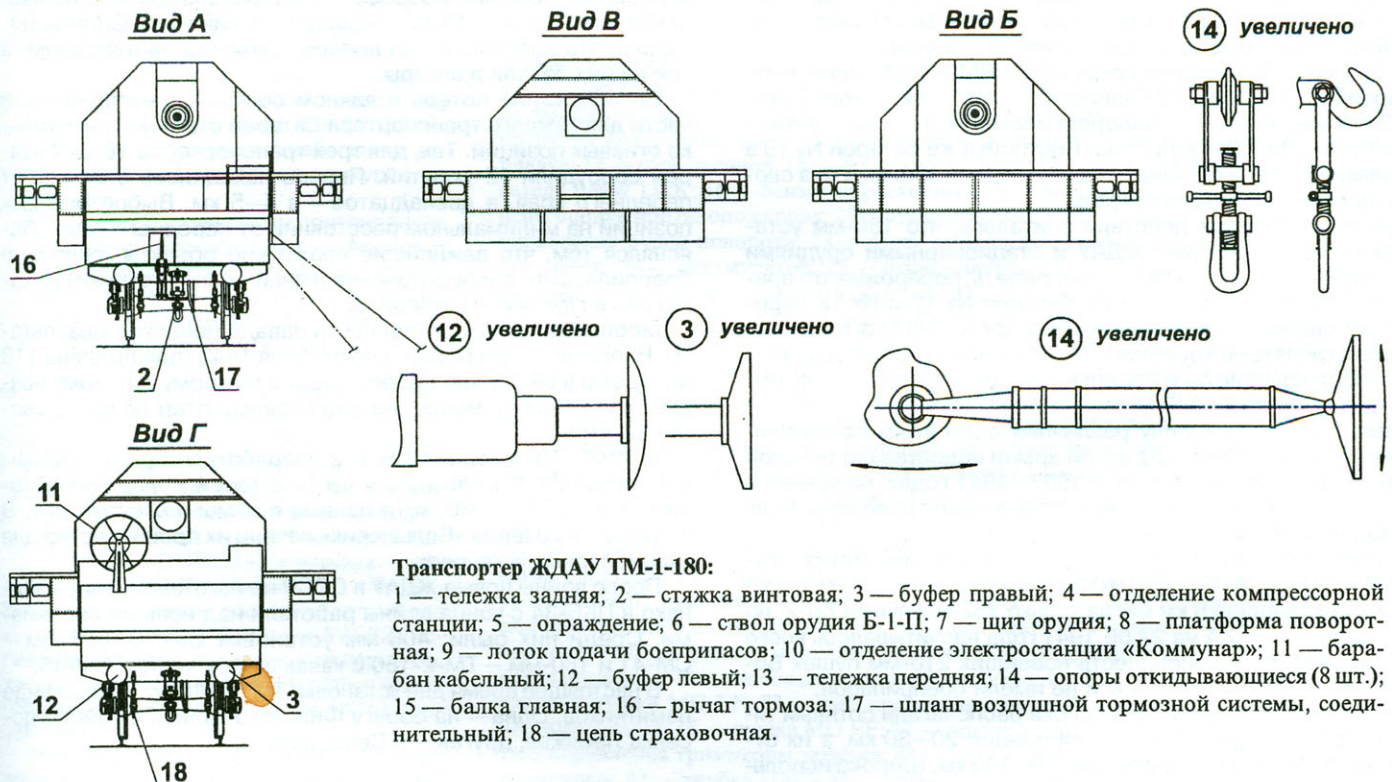 Вид А
Вид В
Вид Б
14 увеличено
16
2
17
12 увеличено
3 увеличено
14 увеличено
Вид Г
11
12
3
18
Транспортер ЖДАУ ТМ-1-180:
1 — тележка задняя; 2 — стяжка винтовая; 3 — буфер правый; 4 — отделение компрессорной
станции; 5 — ограждение; 6 — ствол орудия Б-1-П; 7 — щит орудия; 8 — платформа поворот-
ная; 9 — лоток подачи боеприпасов; 10 — отделение электростанции «Коммунар»; 11 — бара-
бан кабельный; 12 — буфер левый; 13 — тележка передняя; 14 — опоры откидывающиеся (8 шт.);
15 — балка главная; 16 — рычаг тормоза; 17 — шланг воздушной тормозной системы, соеди-
нительный; 18 — цепь страховочная.